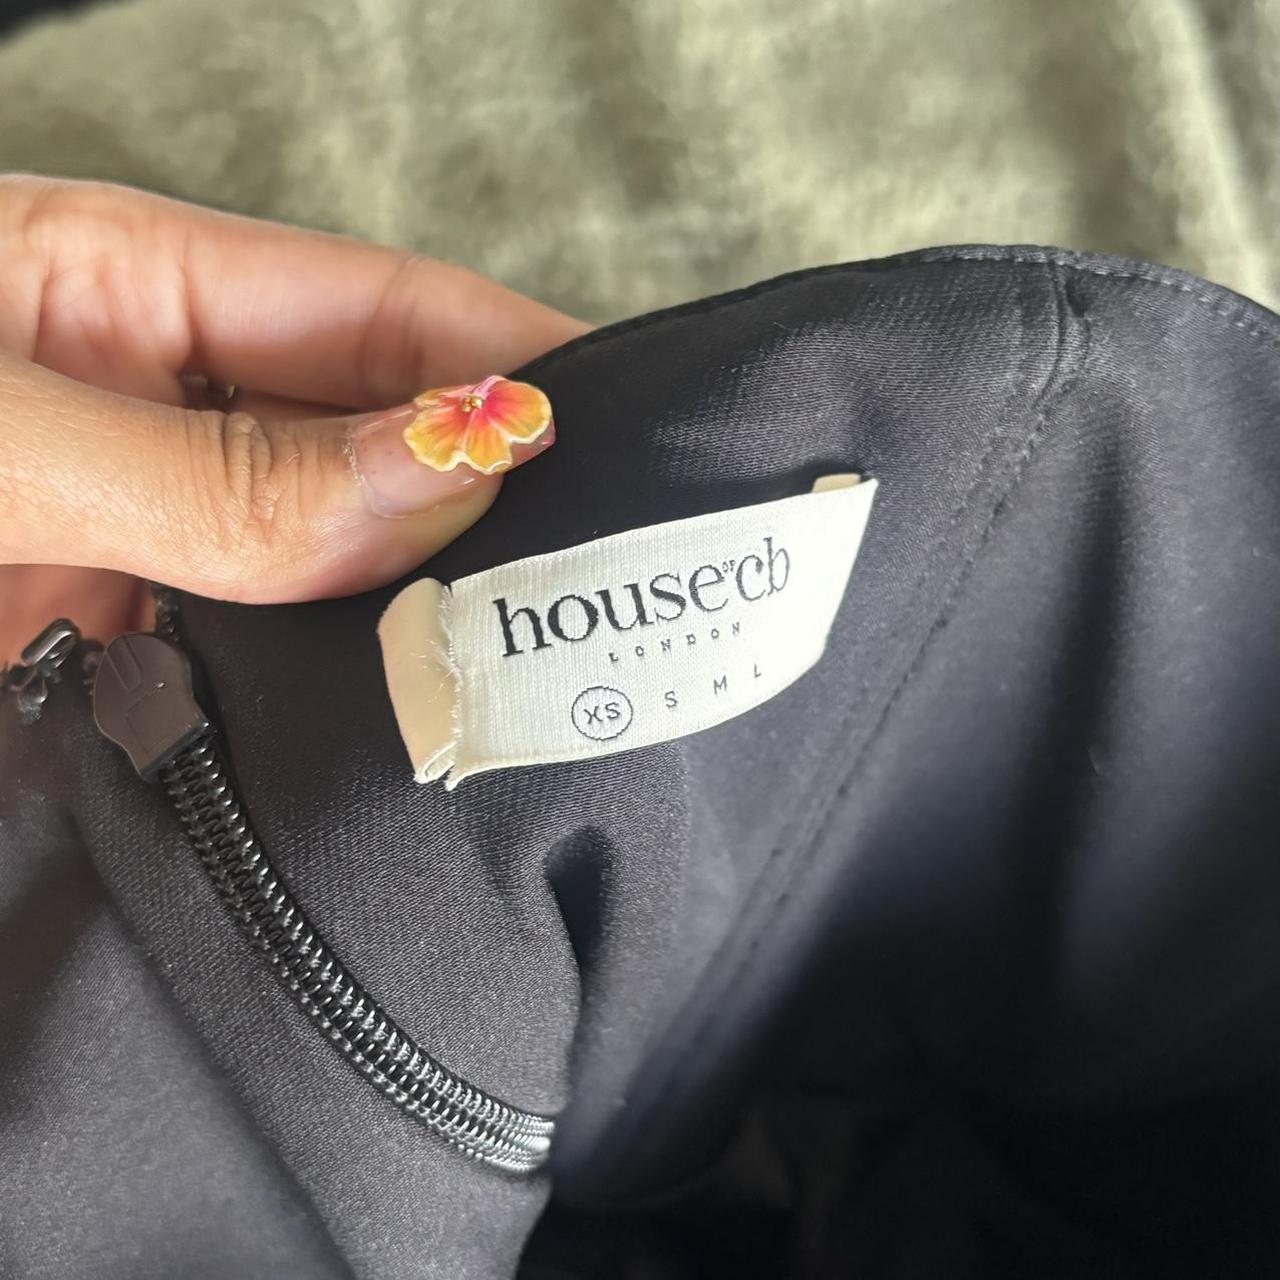 house OF cb
LONDON
XS S M L